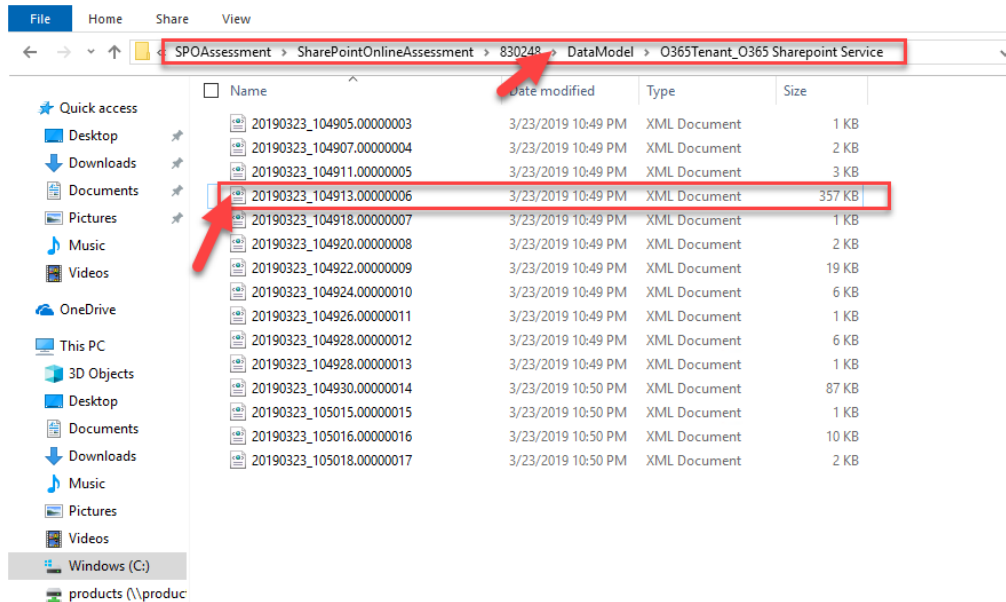 File Home Share View
« SPOAssessment > SharePointOnlineAssessment > 830248 > DataModel > O365Tenant_O365 Sharepoint Service
Name Date modified Type Size
Quick access
Desktop
Downloads
Documents
Pictures
Music
Videos
OneDrive
This PC
3D Objects
Desktop
Documents
Downloads
Music
Pictures
Videos
Windows (C:)
products (\\produc
20190323_104905.00000003 3/23/2019 10:49 PM XML Document 1 KB
20190323_104907.00000004 3/23/2019 10:49 PM XML Document 2 KB
20190323_104911.00000005 3/23/2019 10:49 PM XML Document 3 KB
20190323_104913.00000006 3/23/2019 10:49 PM XML Document 357 KB
20190323_104918.00000007 3/23/2019 10:49 PM XML Document 1 KB
20190323_104920.00000008 3/23/2019 10:49 PM XML Document 2 KB
20190323_104922.00000009 3/23/2019 10:49 PM XML Document 19 KB
20190323_104924.00000010 3/23/2019 10:49 PM XML Document 6 KB
20190323_104926.00000011 3/23/2019 10:49 PM XML Document 1 KB
20190323_104928.00000012 3/23/2019 10:49 PM XML Document 6 KB
20190323_104928.00000013 3/23/2019 10:49 PM XML Document 1 KB
20190323_104930.00000014 3/23/2019 10:50 PM XML Document 87 KB
20190323_105015.00000015 3/23/2019 10:50 PM XML Document 1 KB
20190323_105016.00000016 3/23/2019 10:50 PM XML Document 10 KB
20190323_105018.00000017 3/23/2019 10:50 PM XML Document 2 KB